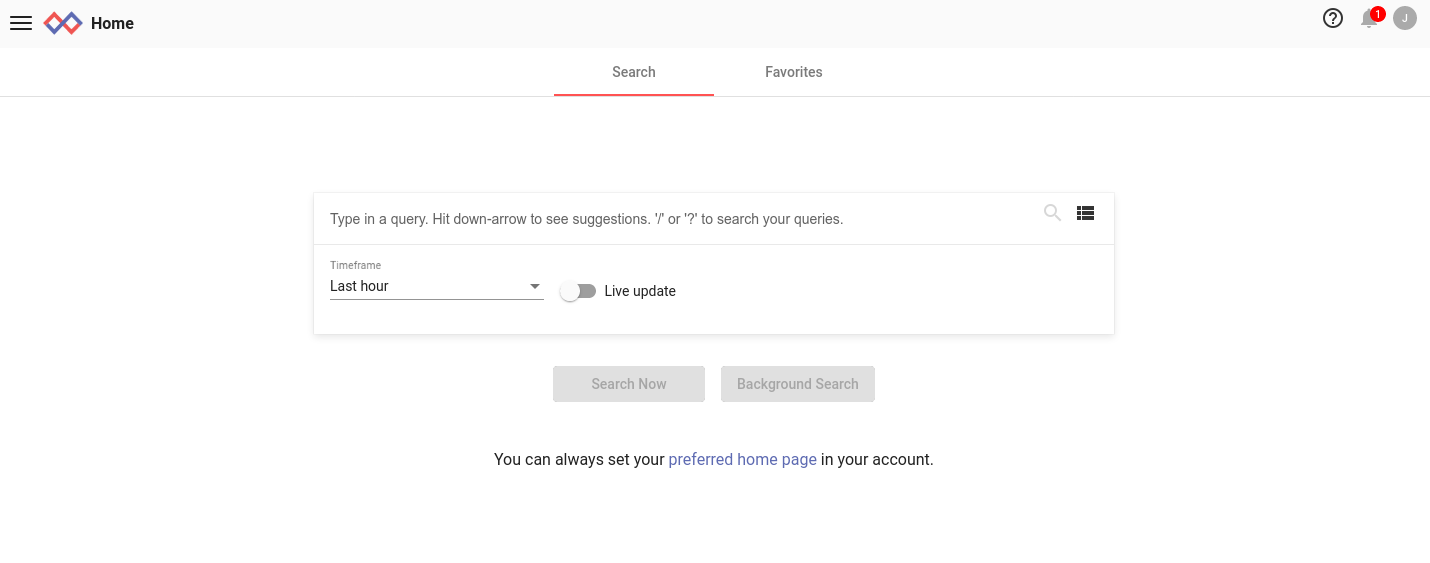 Home
1
J
Search
Favorites
Type in a query. Hit down-arrow to see suggestions. '/' or '?' to search your queries.
Timeframe
Last hour
Live update
Search Now
Background Search
You can always set your preferred home page in your account.